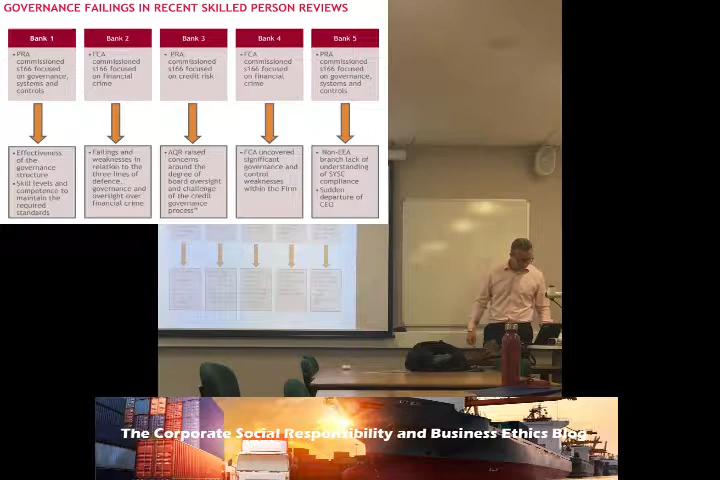 GOVERNANCE FAILINGS IN RECENT SKILLED PERSON REVIEWS
Bank 1
• PRA
commissioned
s166 focused
on governance,
systems and
controls
• Effectiveness
of the
governance
structure
• Skill levels and
competence to
maintain the
required
standards
Bank 2
• FCA
commissioned
s166 focused
on financial
crime
• Failings and
weaknesses in
relation to the
three lines of
defence,
governance and
oversight over
financial crime
Bank 3
• PRA
commissioned
s166 focused
on credit risk
• AQR raised
concerns
around the
degree of
board oversight
and challenge
of the credit
governance
process"
Bank 4
• FCA
commissioned
s166 focused
on financial
crime
• FCA uncovered
significant
governance and
control
weaknesses
within the Firm
Bank 5
• PRA
commissioned
s166 focused
on governance,
systems and
controls
• Non-EEA
branch lack of
understanding
of SYSC
compliance
• Sudden
departure of
CEO
The Corporate Social Responsibility and Business Ethics Blog